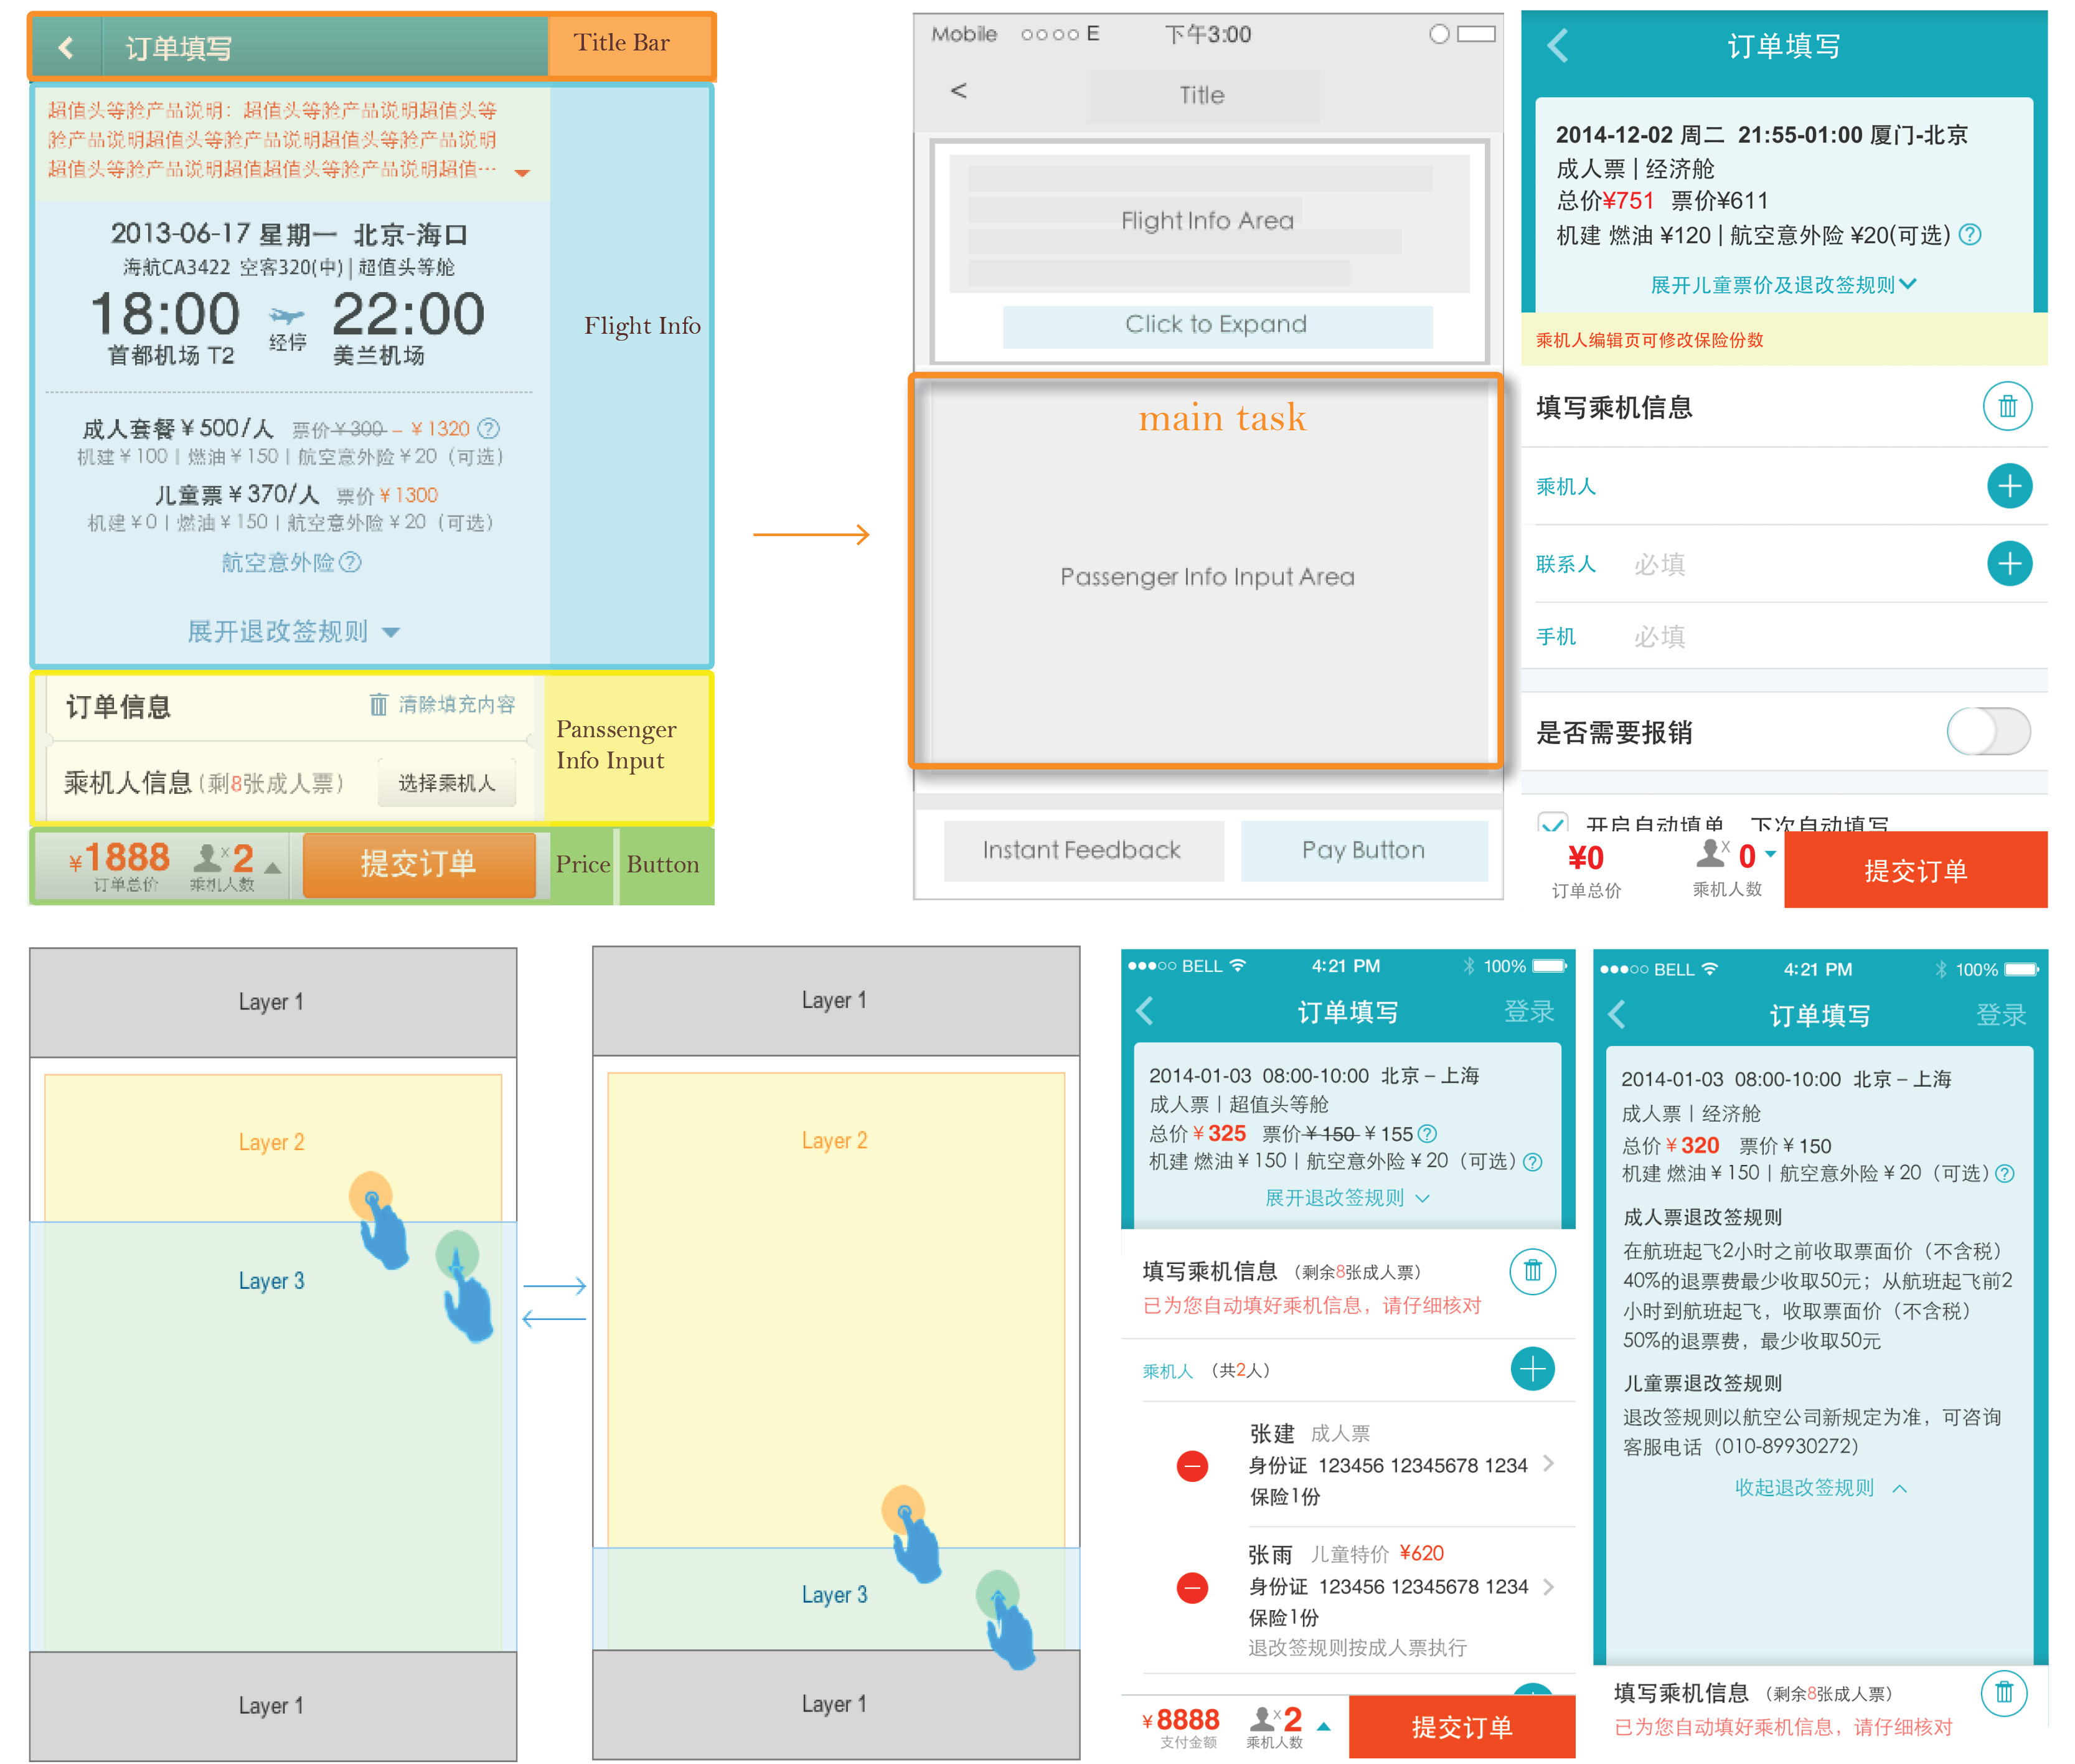 订单填写
Title Bar
超值头等舱产品说明：超值头等舱产品说明超值头等
舱产品说明超值头等舱产品说明超值头等舱产品说明
超值头等舱产品说明超值超值头等舱产品说明超值···
2013-06-17 星期一 北京-海口
海航CA3422 空客320(中) | 超值头等舱
18:00 22:00
经停
首都机场 T2 美兰机场
Flight Info
成人套餐¥500/人 票价¥300 – ¥1320 ?
机建¥100 | 燃油¥150 | 航空意外险¥20（可选）
儿童票¥370/人 票价¥1300
机建¥0 | 燃油¥150 | 航空意外险¥20（可选）
航空意外险 ?
展开退改签规则
订单信息 清除填充内容
乘机人信息(剩8张成人票) 选择乘机人
Panssenger
Info Input
¥1888 x2 提交订单
订单总价 乘机人数
Price Button
Mobile E 下午3:00
< Title
Flight Info Area
Click to Expand
main task
Passenger Info Input Area
Instant Feedback Pay Button
订单填写
2014-12-02 周二 21:55-01:00 厦门-北京
成人票 | 经济舱
总价¥751 票价¥611
机建 燃油 ¥120 | 航空意外险 ¥20(可选) ?
展开儿童票价及退改签规则
乘机人编辑页可修改保险份数
填写乘机信息
乘机人
联系人 必填
手机 必填
是否需要报销
开启自动填单 下次自动填写
¥0 x 0 提交订单
订单总价 乘机人数
Layer 1
Layer 2
Layer 3
Layer 1
Layer 1
Layer 2
Layer 3
Layer 1
BELL 4:21 PM 100%
订单填写 登录
2014-01-03 08:00-10:00 北京 – 上海
成人票 | 超值头等舱
总价¥325 票价¥150 ¥155 ?
机建 燃油¥150 | 航空意外险¥20（可选）?
展开退改签规则
填写乘机信息（剩余8张成人票）
已为您自动填好乘机信息，请仔细核对
乘机人（共2人）
张建 成人票
身份证 123456 12345678 1234
保险1份
张雨 儿童特价 ¥620
身份证 123456 12345678 1234
保险1份
退改签规则按成人票执行
¥8888 x2 提交订单
支付金额 乘机人数
BELL 4:21 PM 100%
订单填写 登录
2014-01-03 08:00-10:00 北京 – 上海
成人票 | 经济舱
总价¥320 票价¥150
机建 燃油¥150 | 航空意外险¥20（可选）?
成人票退改签规则
在航班起飞2小时之前收取票面价（不含税）
40%的退票费最少收取50元；从航班起飞前2
小时到航班起飞，收取票面价（不含税）
50%的退票费，最少收取50元
儿童票退改签规则
退改签规则以航空公司新规定为准，可咨询
客服电话（010-89930272）
收起退改签规则
填写乘机信息（剩余8张成人票）
已为您自动填好乘机信息，请仔细核对